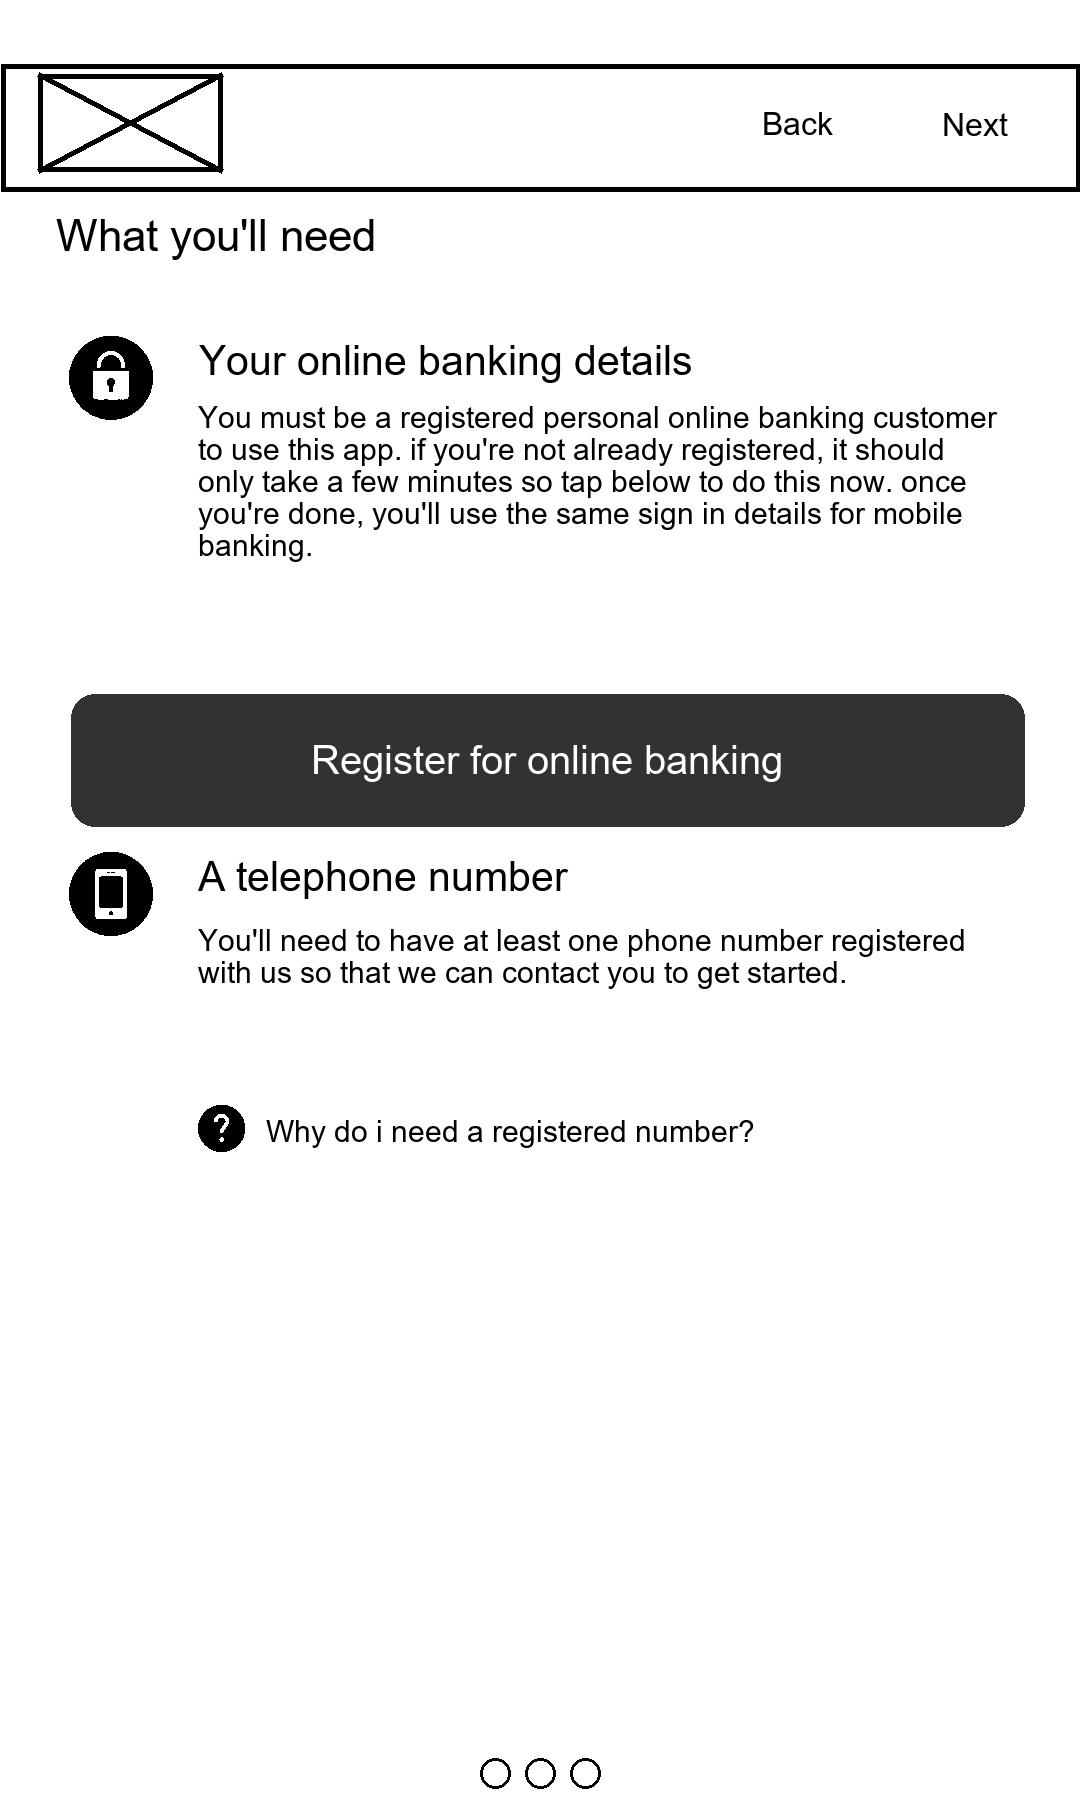 Back
Next
What you'll need
Your online banking details
You must be a registered personal online banking customer
to use this app. if you're not already registered, it should
only take a few minutes so tap below to do this now. once
you're done, you'll use the same sign in details for mobile
banking.
Register for online banking
A telephone number
You'll need to have at least one phone number registered
with us so that we can contact you to get started.
? Why do i need a registered number?